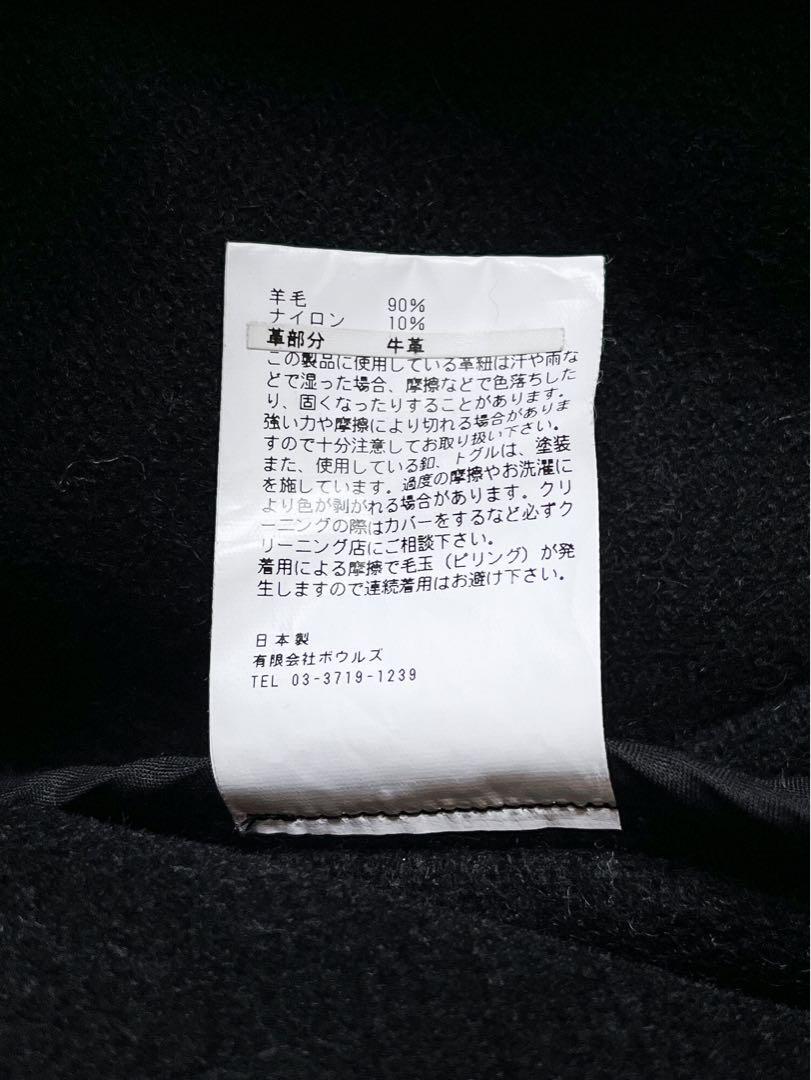 羊毛 90%
ナイロン 10%
革部分 牛革
この製品に使用している革紐は汗や雨な
どで湿った場合、摩擦などで色落ちした
り、固くなったりすることがあります。
強い力や摩擦により切れる場合がありま
すので十分注意してお取り扱い下さい。
また、使用している釦、トグルは、塗装
を施しています。過度の摩擦やお洗濯に
より色が剥がれる場合があります。クリ
ーニングの際はカバーをするなど必ずク
リーニング店にご相談下さい。
着用による摩擦で毛玉（ピリング）が発
生しますので連続着用はお避け下さい。
日本製
有限会社ボウルズ
TEL 03-3719-1239